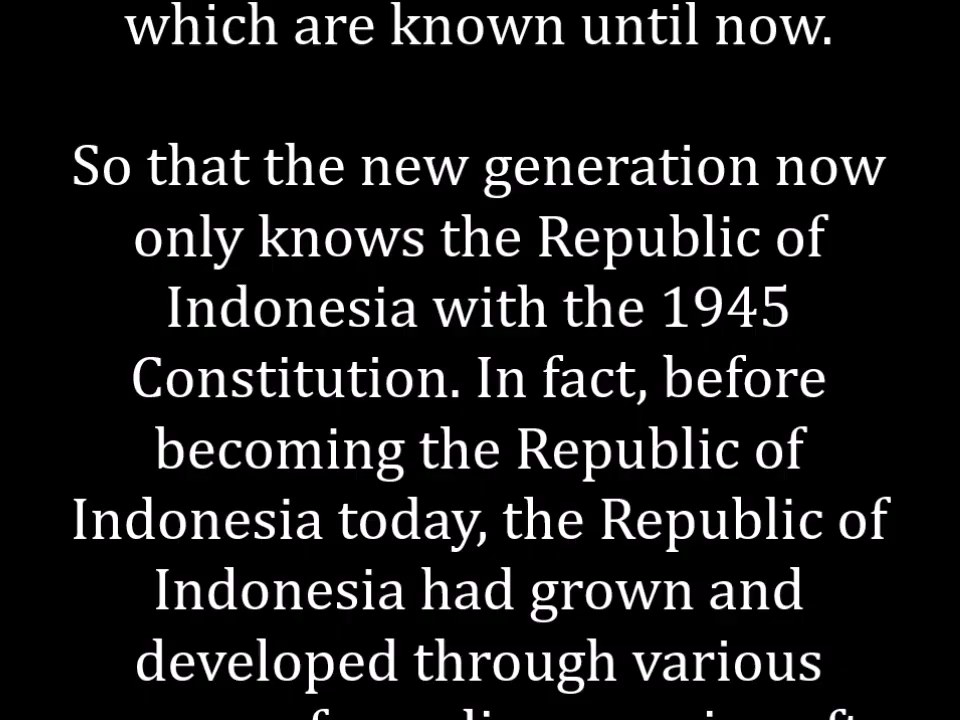 which are known until now.
So that the new generation now
only knows the Republic of
Indonesia with the 1945
Constitution. In fact, before
becoming the Republic of
Indonesia today, the Republic of
Indonesia had grown and
developed through various